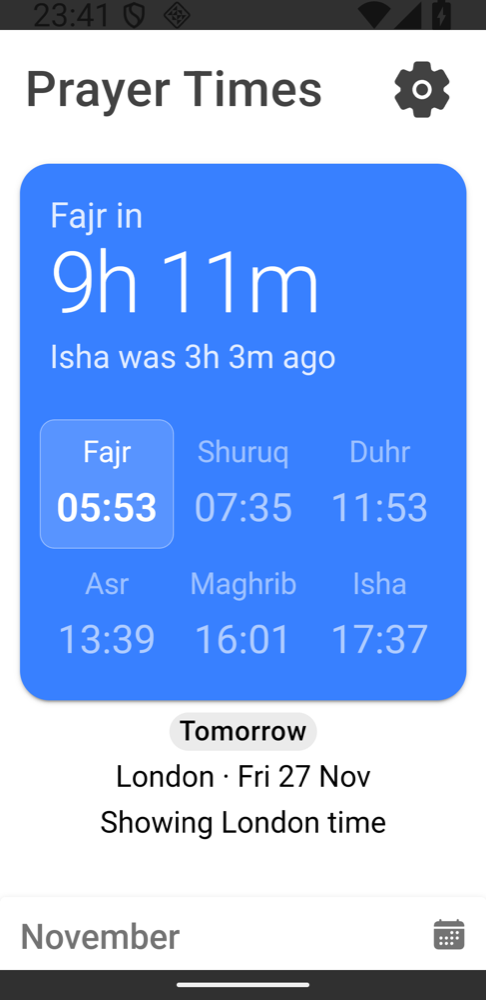 23:41
Prayer Times
Fajr in
9h 11m
Isha was 3h 3m ago
Fajr Shuruq Duhr
05:53 07:35 11:53
Asr Maghrib Isha
13:39 16:01 17:37
Tomorrow
London · Fri 27 Nov
Showing London time
November